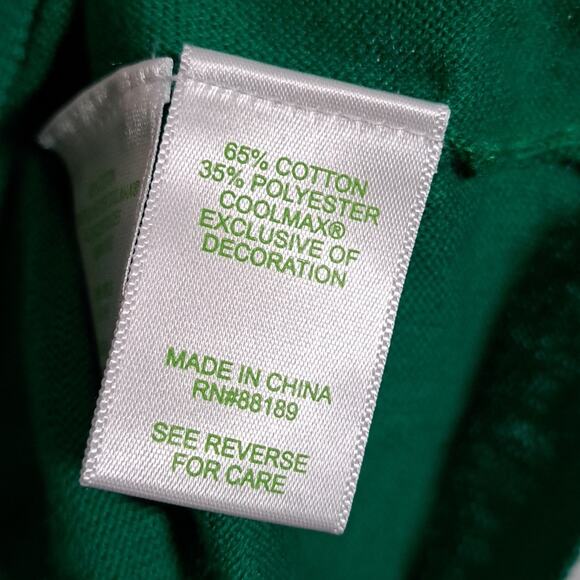 65% COTTON
35% POLYESTER
COOLMAX®
EXCLUSIVE OF
DECORATION
MADE IN CHINA
RN#88189
SEE REVERSE
FOR CARE